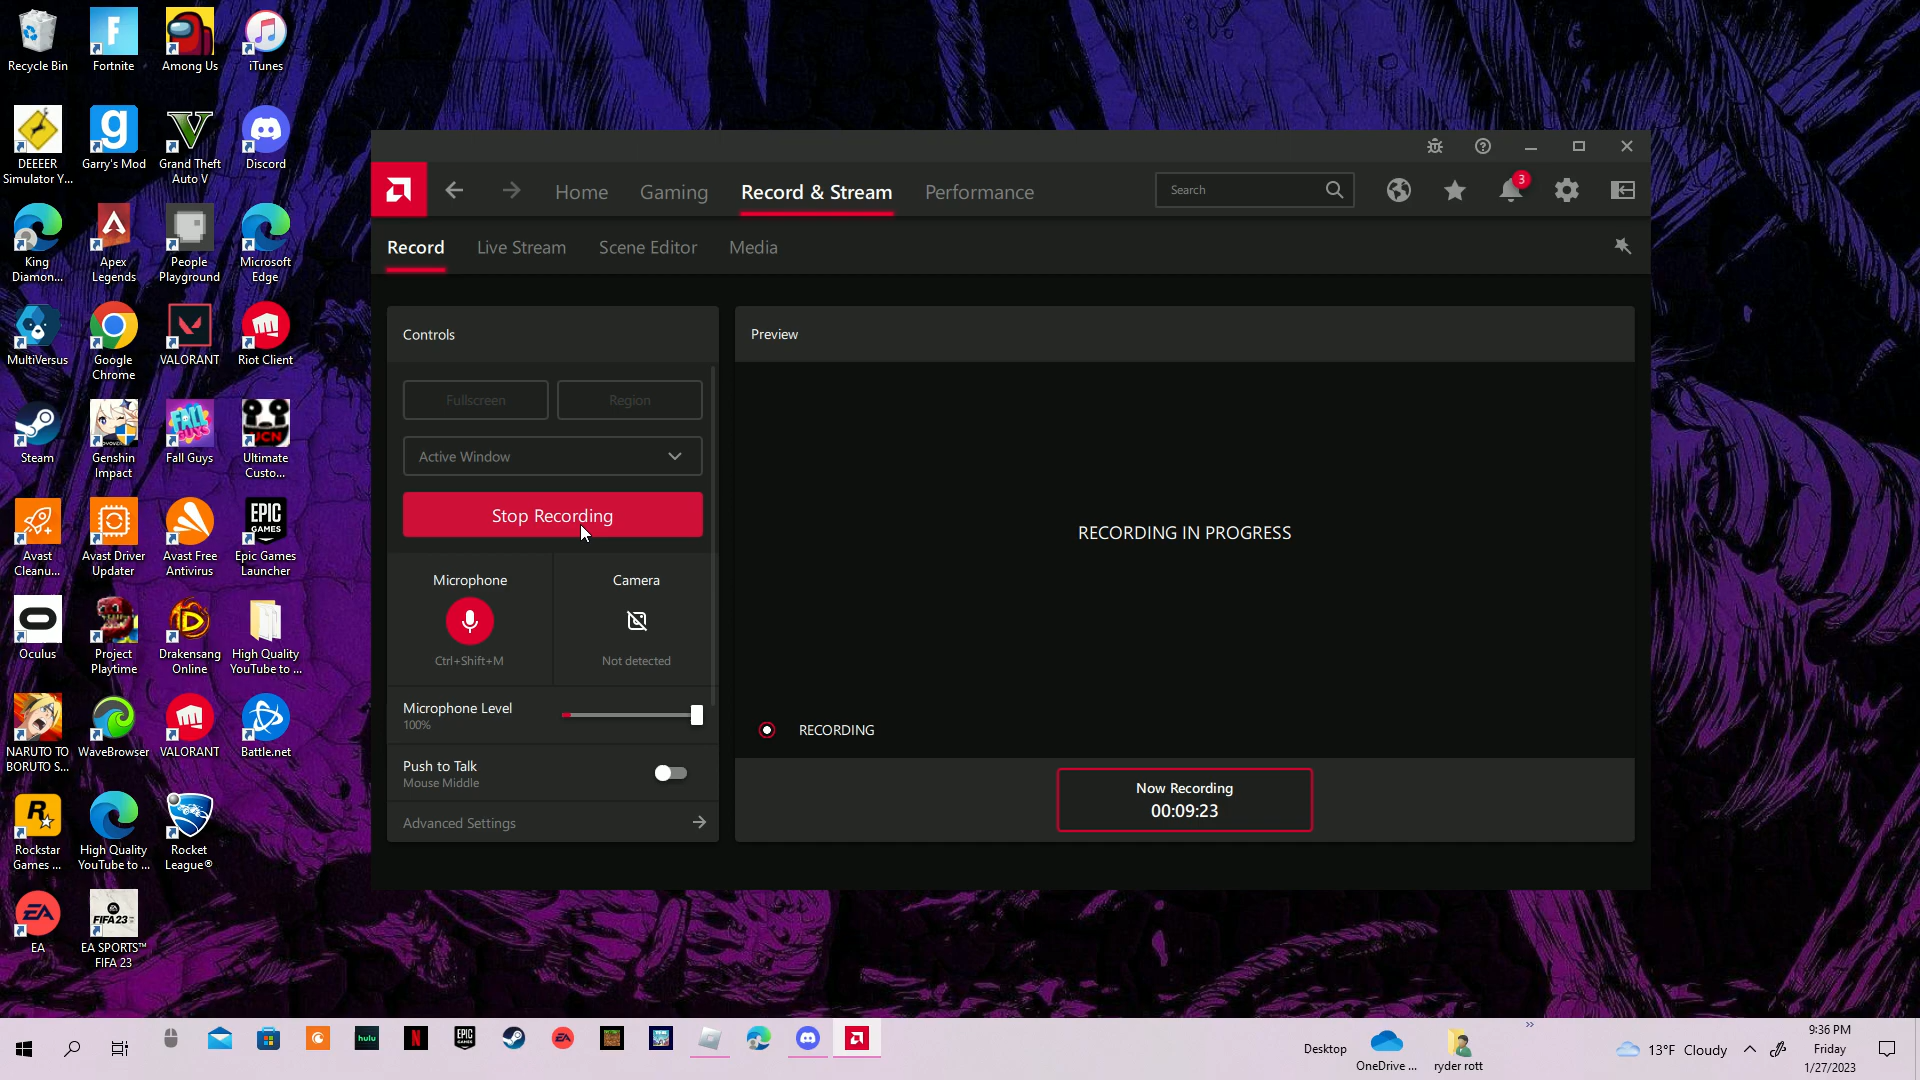 Recycle Bin
Fortnite
Among Us
iTunes
DEEEER
Simulator Y...
Garry's Mod
Grand Theft
Auto V
Discord
King
Diamon...
Apex
Legends
People
Playground
Microsoft
Edge
MultiVersus
Google
Chrome
VALORANT
Riot Client
Steam
Genshin
Impact
Fall Guys
Ultimate
Custo...
Avast
Cleanu...
Avast Driver
Updater
Avast Free
Antivirus
Epic Games
Launcher
Oculus
Project
Playtime
Drakensang
Online
High Quality
YouTube to ...
NARUTO TO
BORUTO S...
WaveBrowser
VALORANT
Battle.net
Rockstar
Games ...
High Quality
YouTube to ...
Rocket
League®
EA
EA SPORTS™
FIFA 23
Home
Gaming
Record & Stream
Performance
Search
3
Record
Live Stream
Scene Editor
Media
Controls
Fullscreen
Region
Active Window
Stop Recording
Microphone
Camera
Ctrl+Shift+M
Not detected
Microphone Level
100%
Push to Talk
Mouse Middle
Advanced Settings
Preview
RECORDING IN PROGRESS
RECORDING
Now Recording
00:09:23
hulu
Desktop
OneDrive ...
ryder rott
13°F Cloudy
9:36 PM
Friday
1/27/2023